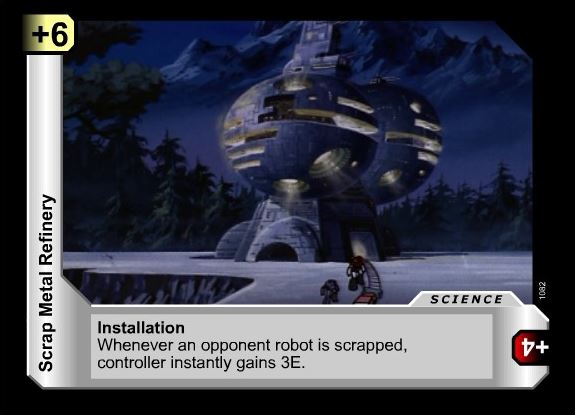 +6
Scrap Metal Refinery
SCIENCE
1082
Installation
Whenever an opponent robot is scrapped,
controller instantly gains 3E.
+4